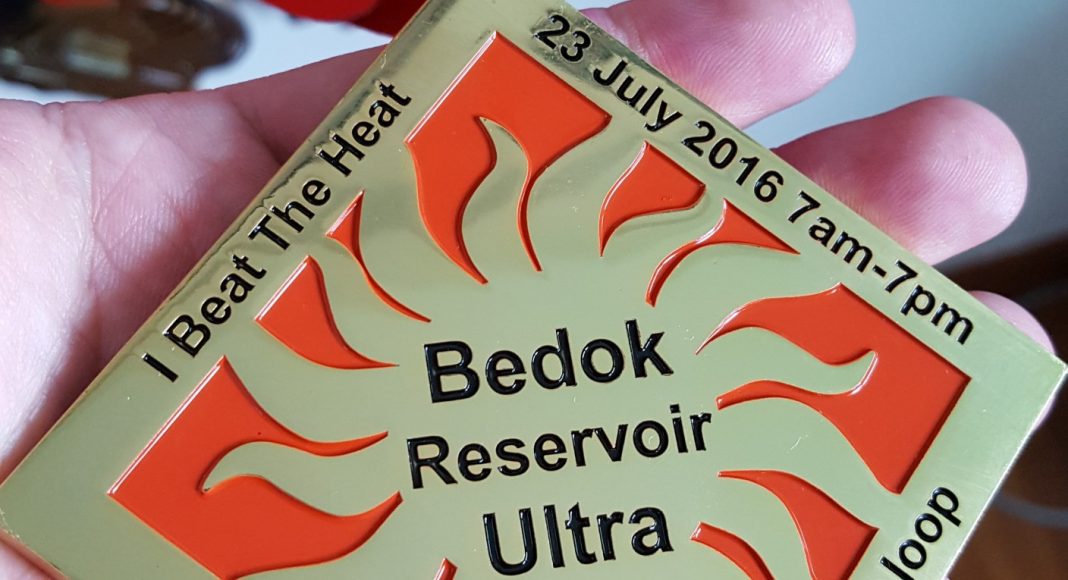 I Beat The Heat
23 July 2016 7am-7pm
Bedok
Reservoir
Ultra
loop